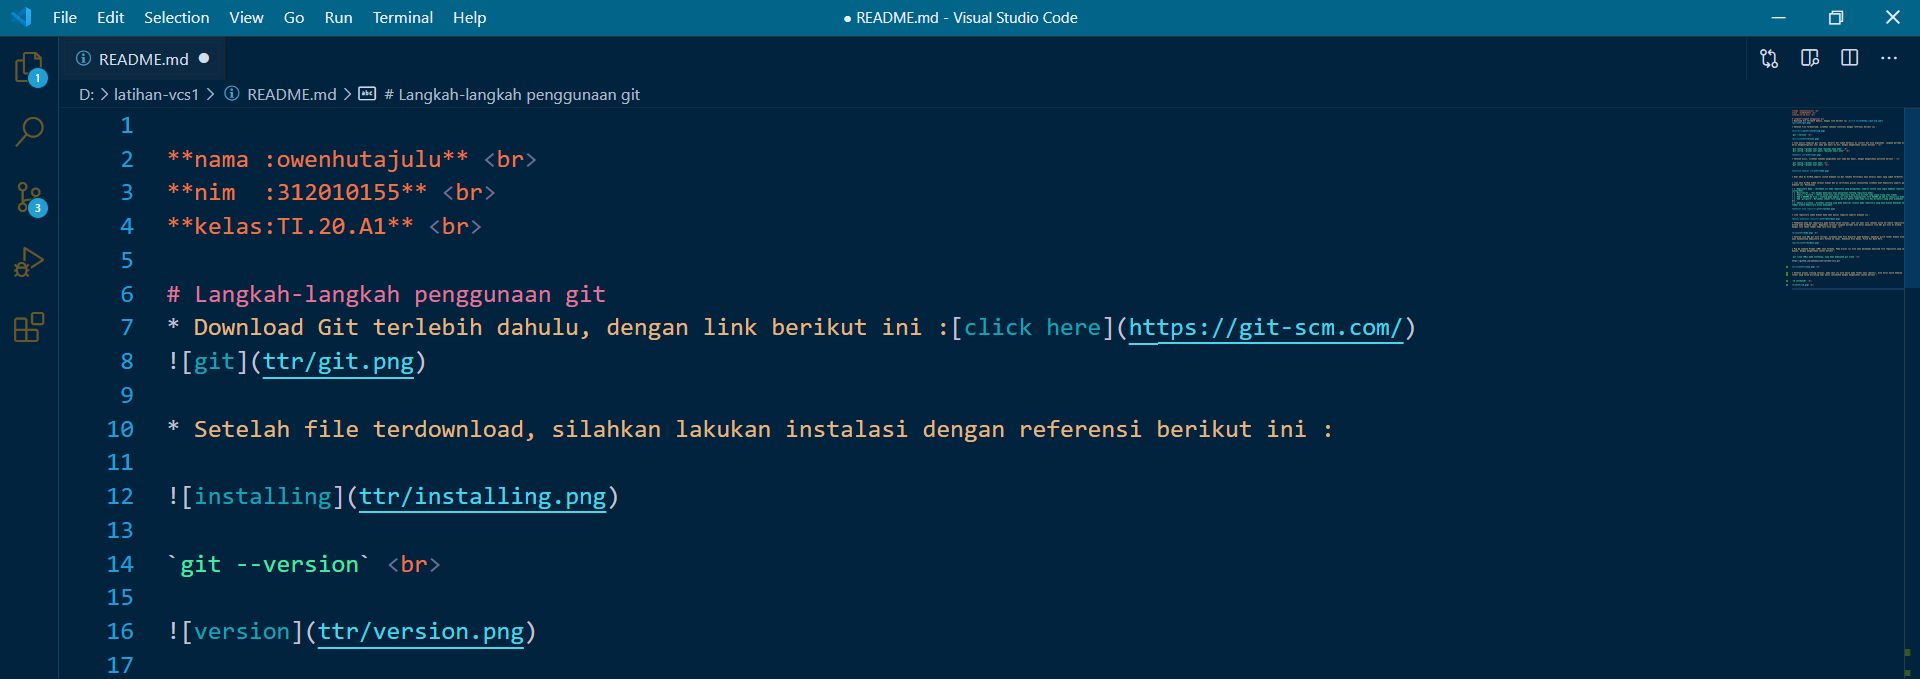 File Edit Selection View Go Run Terminal Help
● README.md - Visual Studio Code
README.md ●
D: > latihan-vcs1 > README.md > # Langkah-langkah penggunaan git
1
1
2 **nama :owenhutajulu** <br>
3 **nim  :312010155** <br>
3
4 **kelas:TI.20.A1** <br>
5
6 # Langkah-langkah penggunaan git
7 * Download Git terlebih dahulu, dengan link berikut ini :[click here](https://git-scm.com/)
8 ![git](ttr/git.png)
9
10 * Setelah file terdownload, silahkan lakukan instalasi dengan referensi berikut ini :
11
12 ![installing](ttr/installing.png)
13
14 `git --version` <br>
15
16 ![version](ttr/version.png)
17